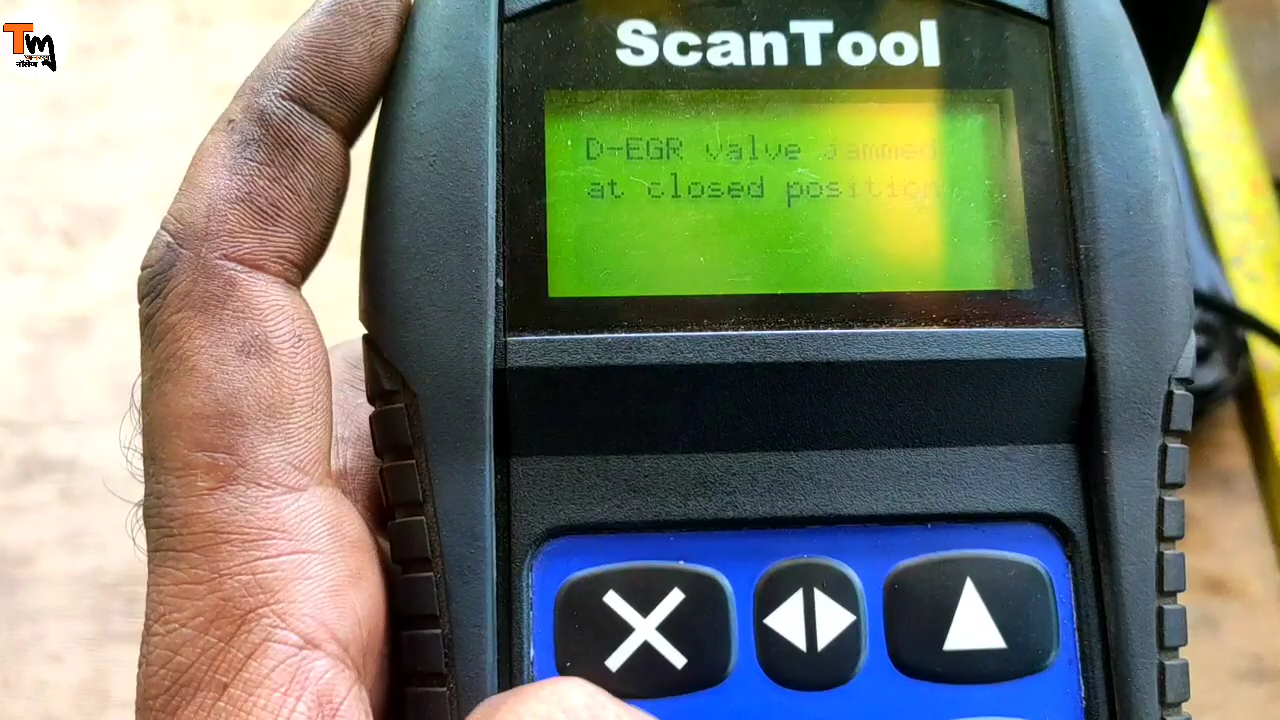 Tm
नॉलेज
ScanTool
D-EGR valve jammed
at closed position